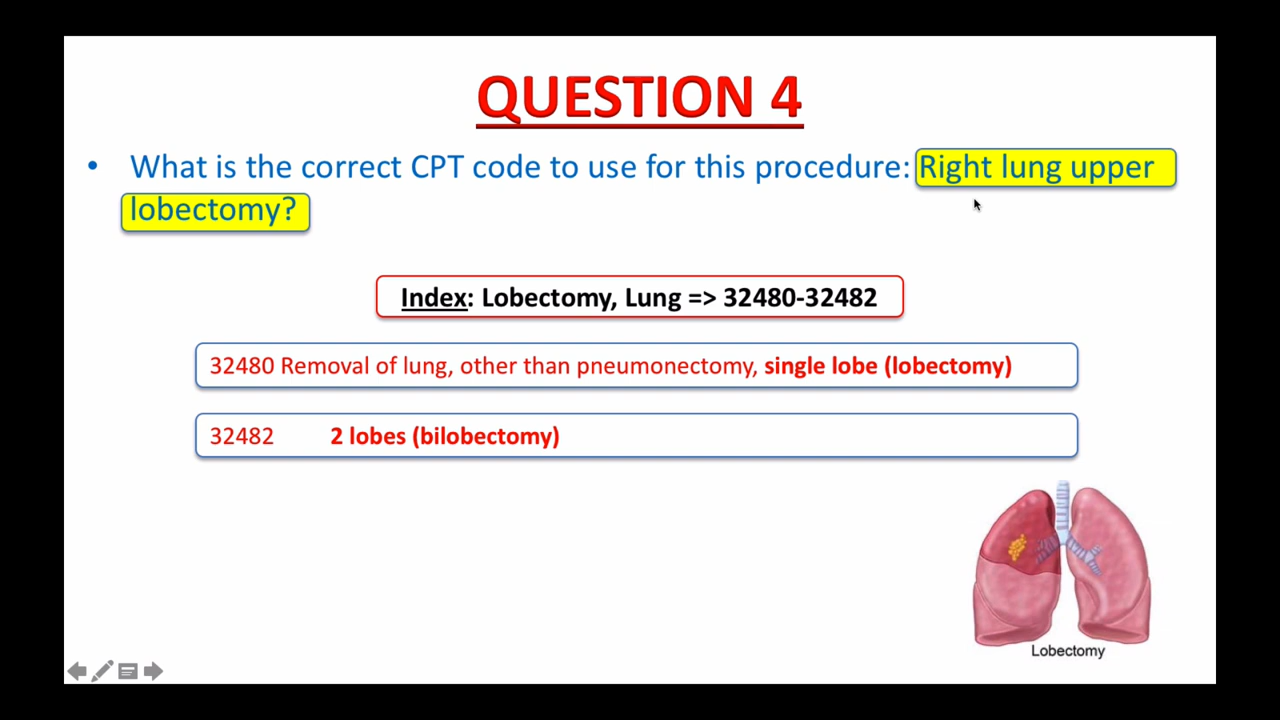 QUESTION 4
• What is the correct CPT code to use for this procedure: Right lung upper
lobectomy?
Index: Lobectomy, Lung => 32480-32482
32480 Removal of lung, other than pneumonectomy, single lobe (lobectomy)
32482 2 lobes (bilobectomy)
Lobectomy